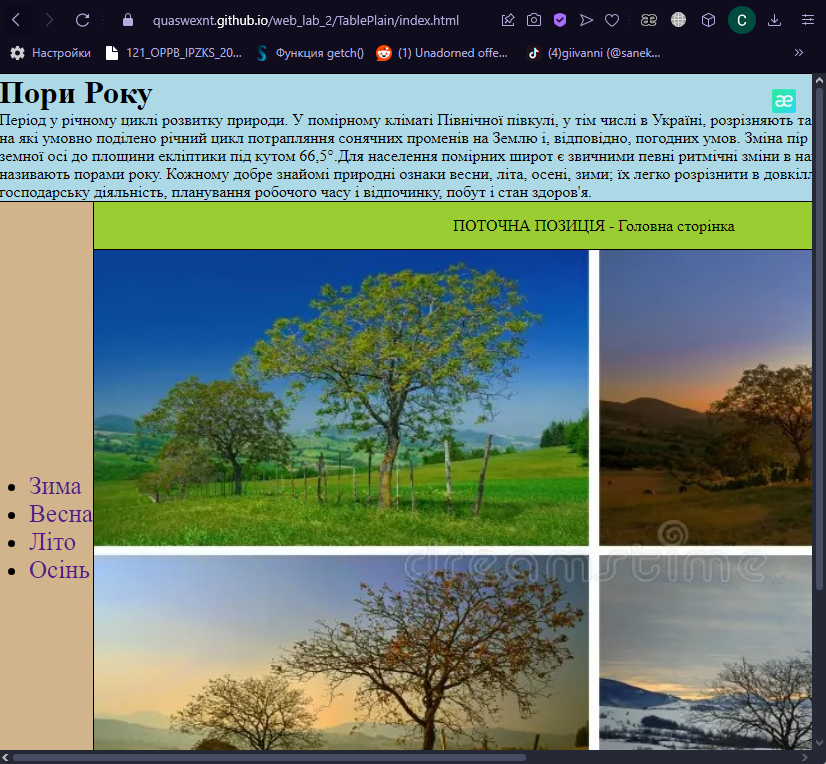 quaswexnt.github.io/web_lab_2/TablePlain/index.html
C
Настройки
121_OPPB_IPZKS_20...
Функция getch()
(1) Unadorned offe...
(4)giivanni (@sanek...
»
Пори Року
æ
Період у річному циклі розвитку природи. У помірному кліматі Північної півкулі, у тім числі в Україні, розрізняють та
на які умовно поділено річний цикл потрапляння сонячних променів на Землю і, відповідно, погодних умов. Зміна пір
земної осі до площини екліптики під кутом 66,5°.Для населення помірних широт є звичними певні ритмічні зміни в на
називають порами року. Кожному добре знайомі природні ознаки весни, літа, осені, зими; їх легко розрізнити в довкіл
господарську діяльність, планування робочого часу і відпочинку, побут і стан здоров'я.
ПОТОЧНА ПОЗИЦІЯ - Головна сторінка
Зима
Весна
Літо
Осінь
dreamstime.